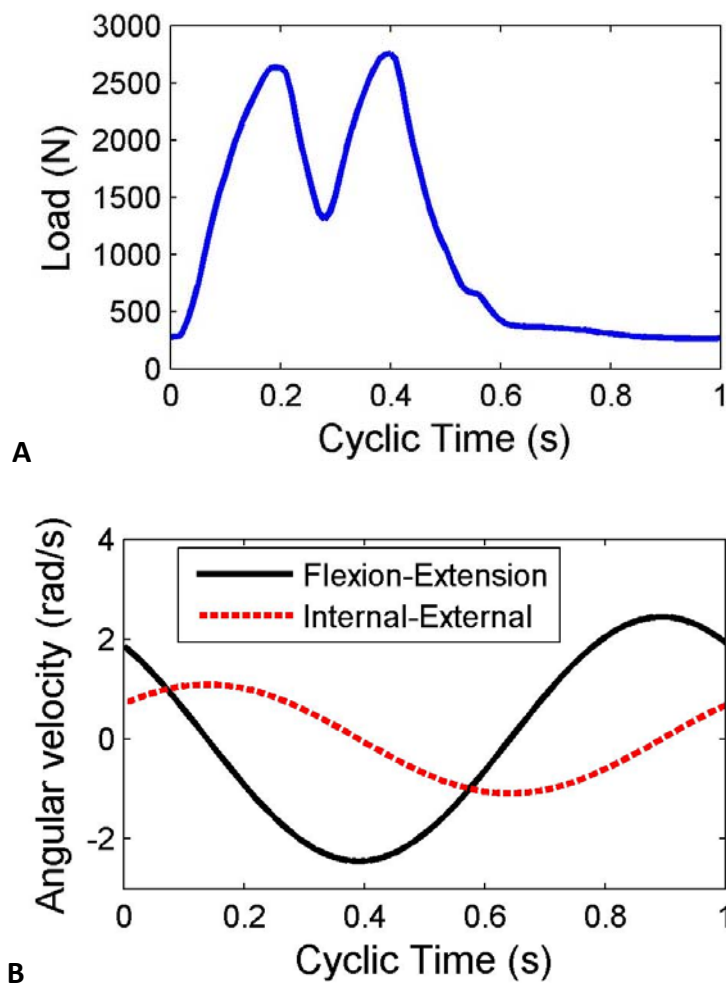 3000
2500
2000
1500
1000
500
0
Load (N)
0 0.2 0.4 0.6 0.8 1
Cyclic Time (s)
A
4
2
0
-2
Angular velocity (rad/s)
Flexion-Extension
Internal-External
0 0.2 0.4 0.6 0.8 1
Cyclic Time (s)
B